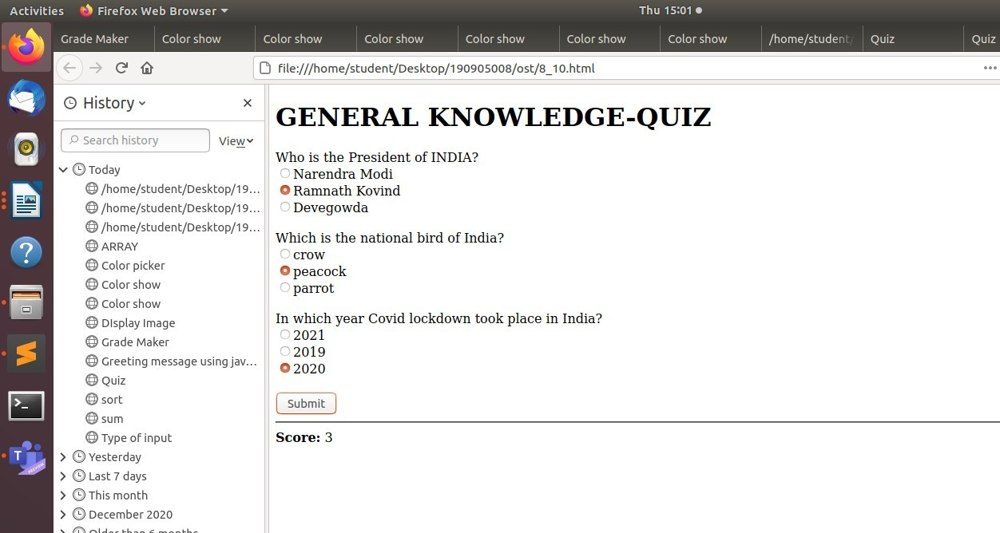 Activities Firefox Web Browser Thu 15:01
Grade Maker Color show Color show Color show Color show Color show Color show /home/student/ Quiz Quiz
file:///home/student/Desktop/190905008/ost/8_10.html
History
Search history View
Today
/home/student/Desktop/19...
/home/student/Desktop/19...
/home/student/Desktop/19...
ARRAY
Color picker
Color show
Color show
DIsplay Image
Grade Maker
Greeting message using jav...
Quiz
sort
sum
Type of input
Yesterday
Last 7 days
This month
December 2020
Older than 6 months
GENERAL KNOWLEDGE-QUIZ
Who is the President of INDIA?
Narendra Modi
Ramnath Kovind
Devegowda
Which is the national bird of India?
crow
peacock
parrot
In which year Covid lockdown took place in India?
2021
2019
2020
Submit
Score: 3
T
PREVIEW